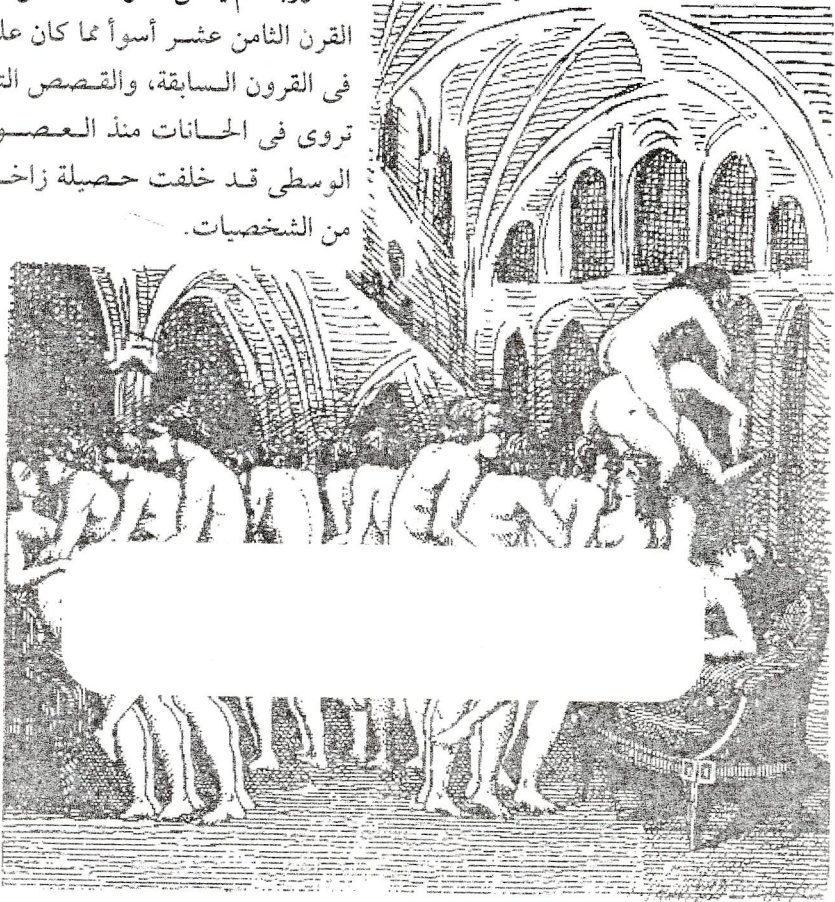 القرن الثامن عشر أسوأ مما كان
فى القرون السابقة، والقصص
تروى فى الحانات منذ
الوسطى قد خلفت حصيلة
من الشخصيات.